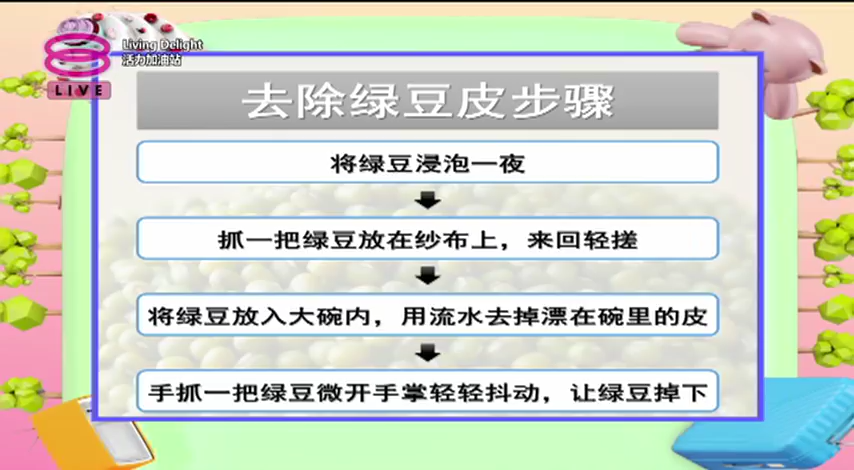 Living Delight
活力加油站
LIVE
去除绿豆皮步骤
将绿豆浸泡一夜
抓一把绿豆放在纱布上，来回轻搓
将绿豆放入大碗内，用流水去掉漂在碗里的皮
手抓一把绿豆微开手掌轻轻抖动，让绿豆掉下